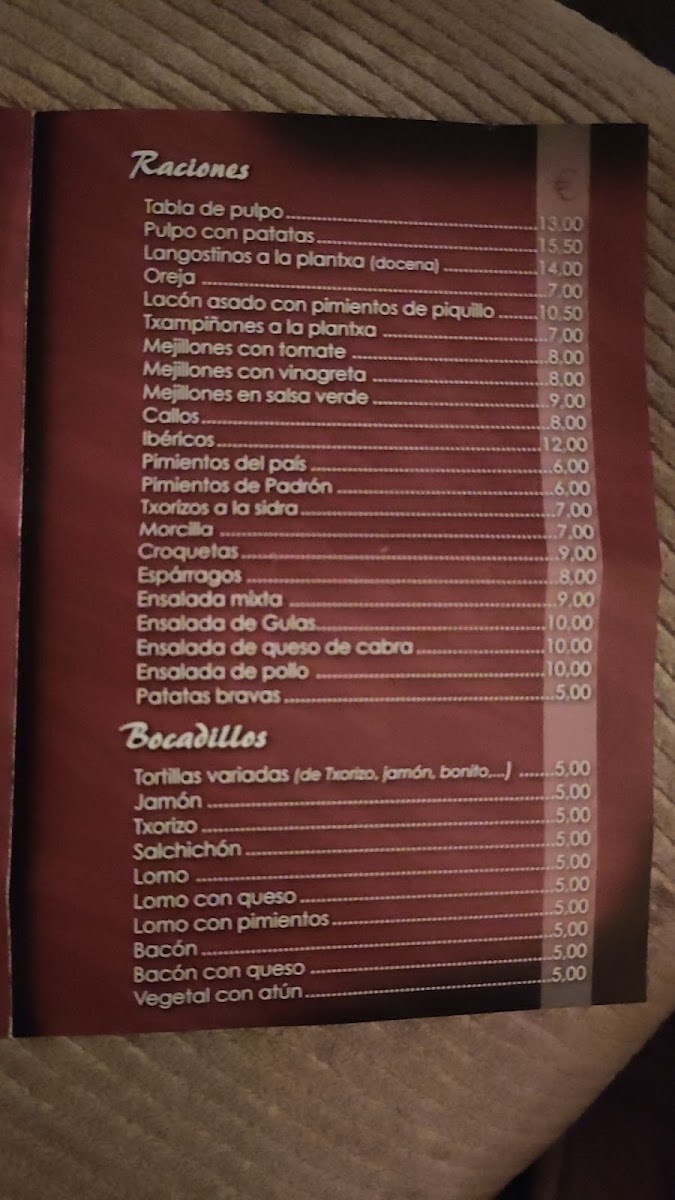 Raciones
€
Tabla de pulpo 13,00
Pulpo con patatas 15,50
Langostinos a la plantxa (docena) 14,00
Oreja 7,00
Lacón asado con pimientos de piquillo 10,50
Txampiñones a la plantxa 7,00
Mejillones con tomate 8,00
Mejillones con vinagreta 8,00
Mejillones en salsa verde 9,00
Callos 8,00
Ibéricos 12,00
Pimientos del país 6,00
Pimientos de Padrón 6,00
Txorizos a la sidra 7,00
Morcilla 7,00
Croquetas 9,00
Espárragos 8,00
Ensalada mixta 9,00
Ensalada de Gulas 10,00
Ensalada de queso de cabra 10,00
Ensalada de pollo 10,00
Patatas bravas 5,00
Bocadillos
Tortillas variadas (de Txorizo, jamón, bonito,...) 5,00
Jamón 5,00
Txorizo 5,00
Salchichón 5,00
Lomo 5,00
Lomo con queso 5,00
Lomo con pimientos 5,00
Bacón 5,00
Bacón con queso 5,00
Vegetal con atún 5,00